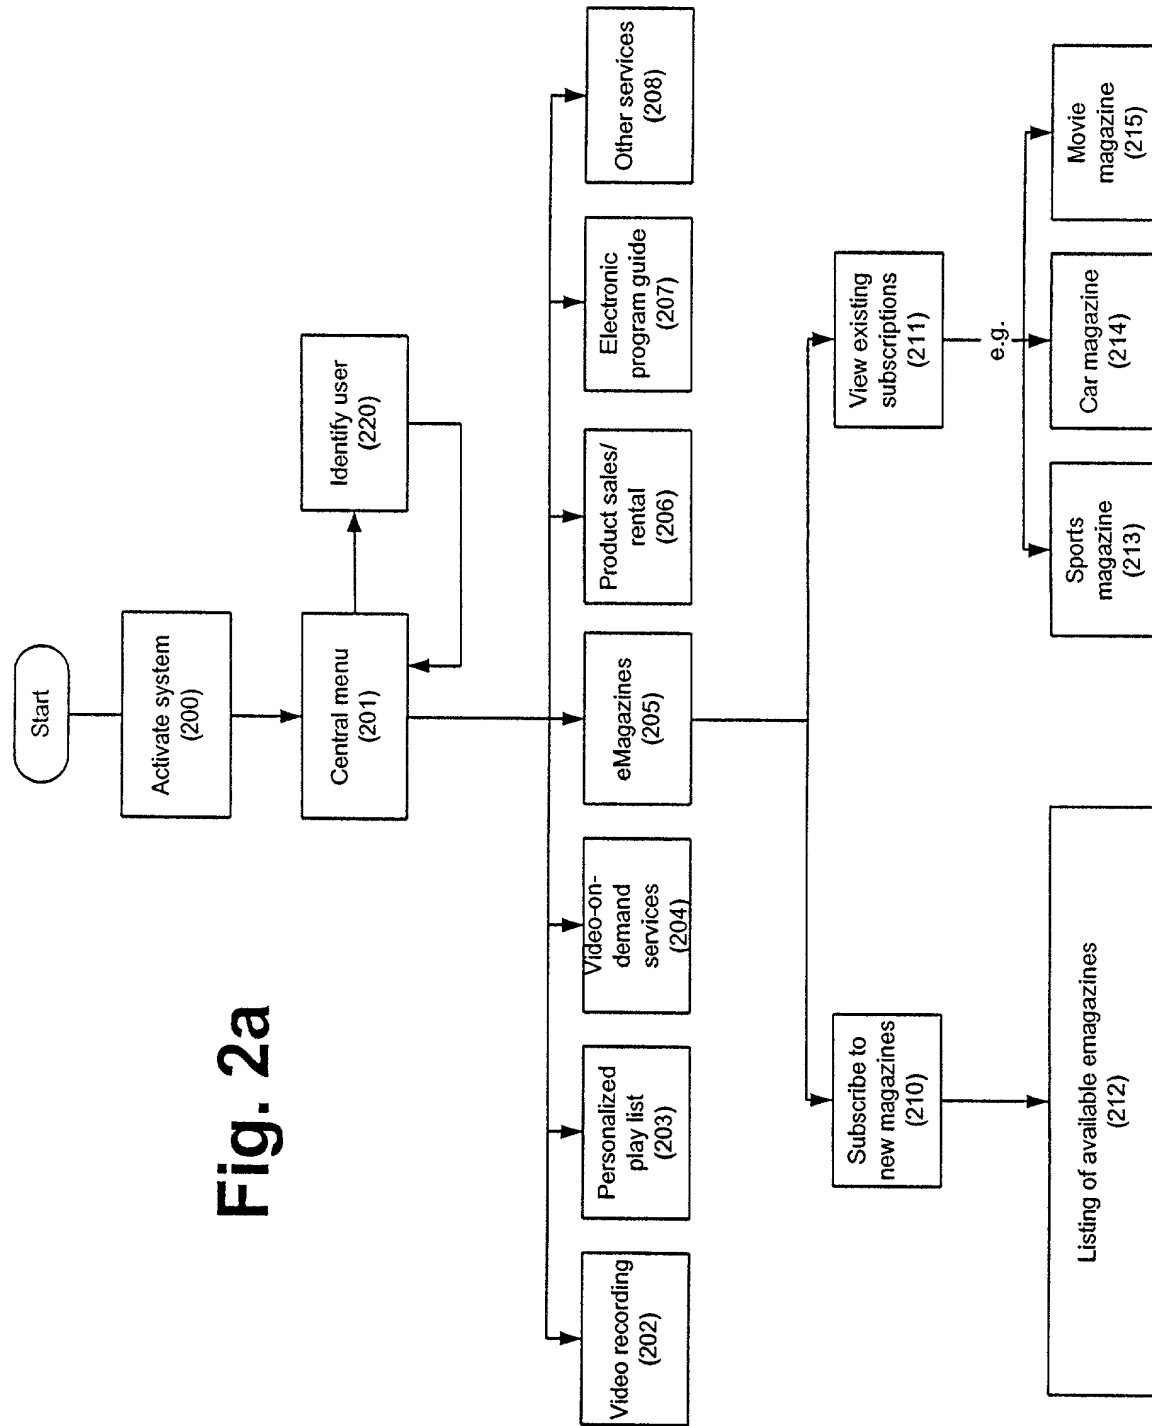 Fig. 2a
Start
Activate system
(200)
Central menu
(201)
Identify user
(220)
Video recording
(202)
Personalized
play list
(203)
Video-on-
demand
services
(204)
eMagazines
(205)
Product sales/
rental
(206)
Electronic
program guide
(207)
Other services
(208)
Subscribe to
new magazines
(210)
View existing
subscriptions
(211)
e.g.
Listing of available emagazines
(212)
Sports
magazine
(213)
Car magazine
(214)
Movie
magazine
(215)